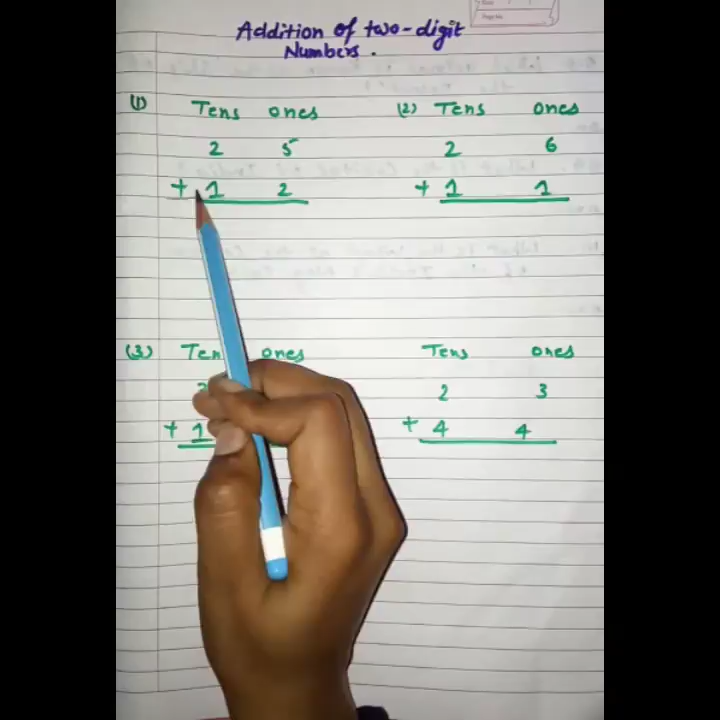 Addition of two-digit
Numbers.
(1) Tens ones
2 5
+ 1 2
(2) Tens ones
2 6
+ 1 1
(3) ones
+ 1
Tens ones
2 3
+ 4 4